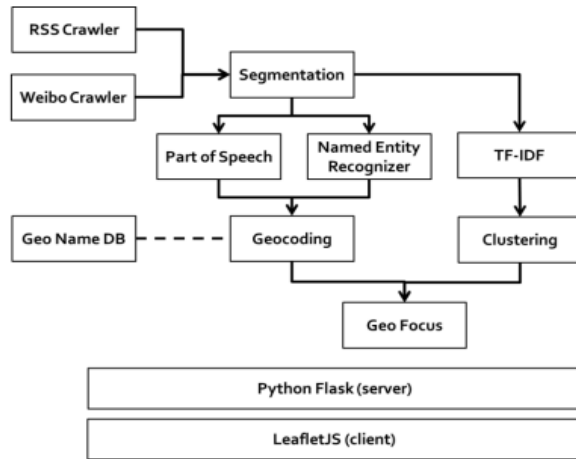 RSS Crawler
Weibo Crawler
Segmentation
Part of Speech
Named Entity
Recognizer
TF-IDF
Geo Name DB
Geocoding
Clustering
Geo Focus
Python Flask (server)
LeafletJS (client)